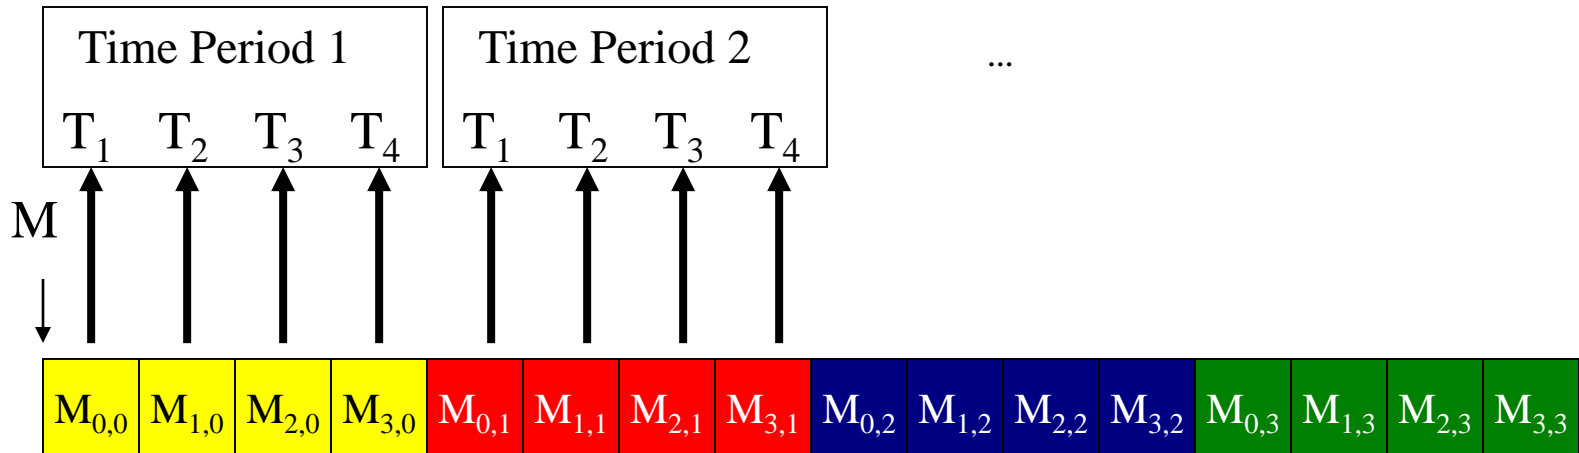 Time Period 1 Time Period 2 ...
T₁ T₂ T₃ T₄ T₁ T₂ T₃ T₄
M
M₀,₀ M₁,₀ M₂,₀ M₃,₀ M₀,₁ M₁,₁ M₂,₁ M₃,₁ M₀,₂ M₁,₂ M₂,₂ M₃,₂ M₀,₃ M₁,₃ M₂,₃ M₃,₃